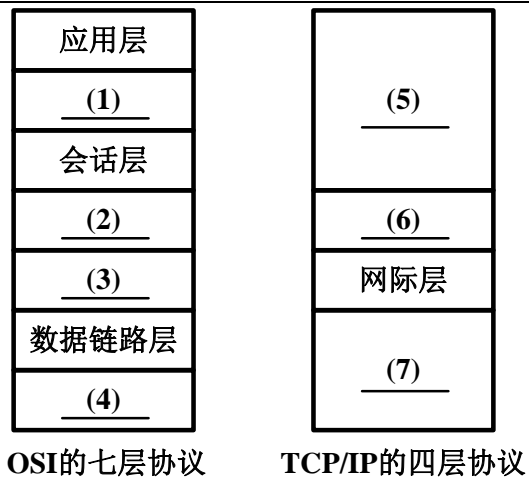 应用层
(1)
会话层
(2)
(3)
数据链路层
(4)
OSI的七层协议
(5)
(6)
网际层
(7)
TCP/IP的四层协议